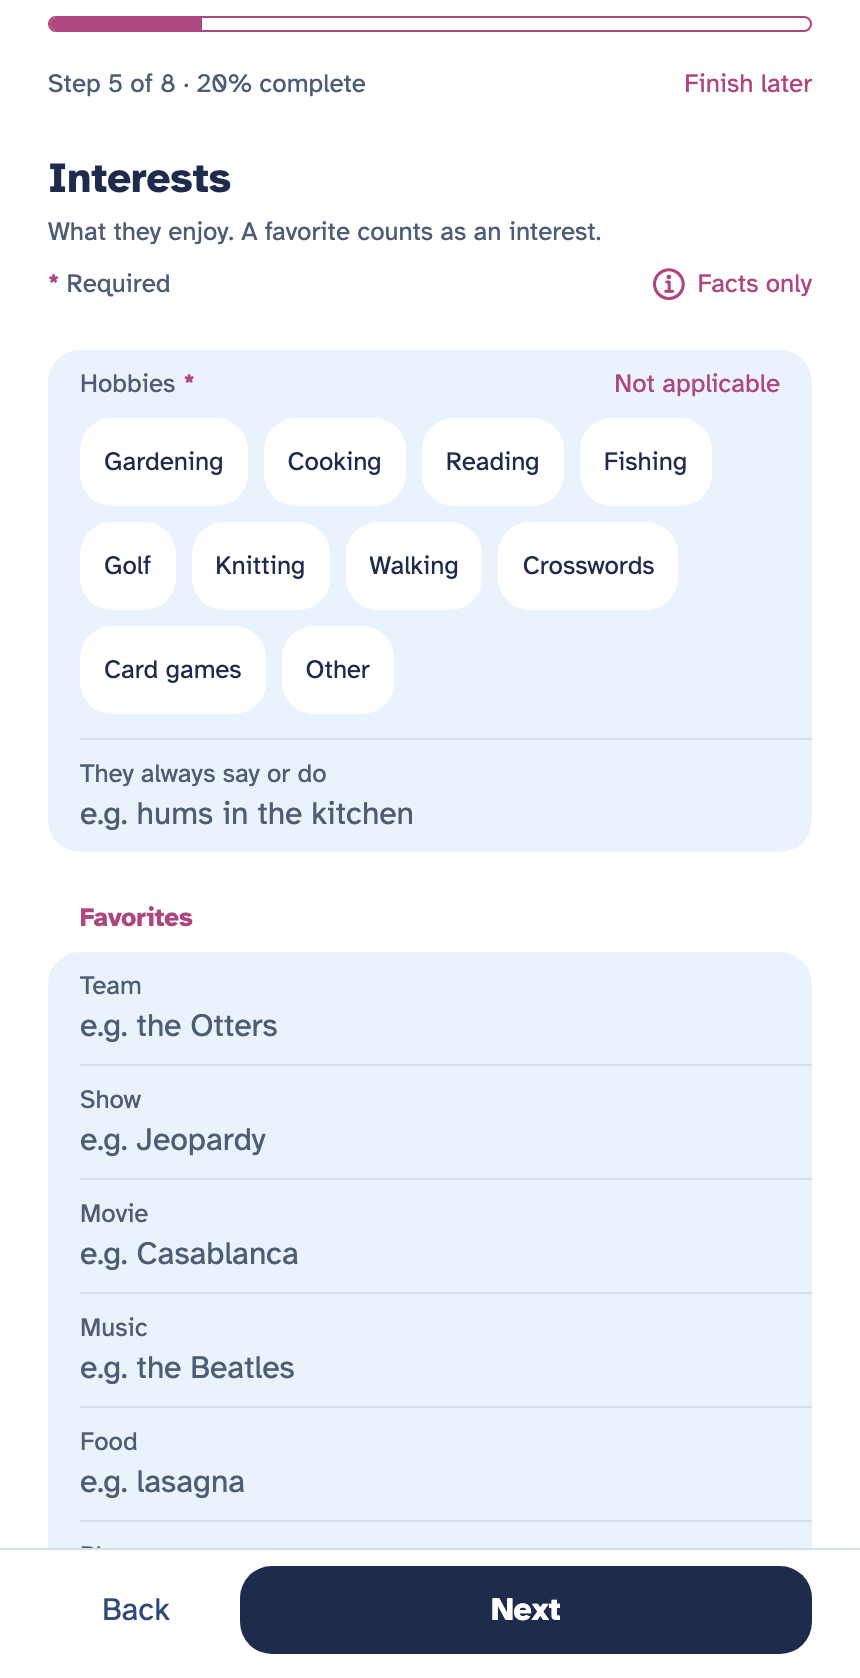 Step 5 of 8 · 20% complete
Finish later
Interests
What they enjoy. A favorite counts as an interest.
* Required
Facts only
Hobbies *
Not applicable
Gardening Cooking Reading Fishing
Golf Knitting Walking Crosswords
Card games Other
They always say or do
e.g. hums in the kitchen
Favorites
Team
e.g. the Otters
Show
e.g. Jeopardy
Movie
e.g. Casablanca
Music
e.g. the Beatles
Food
e.g. lasagna
Back
Next